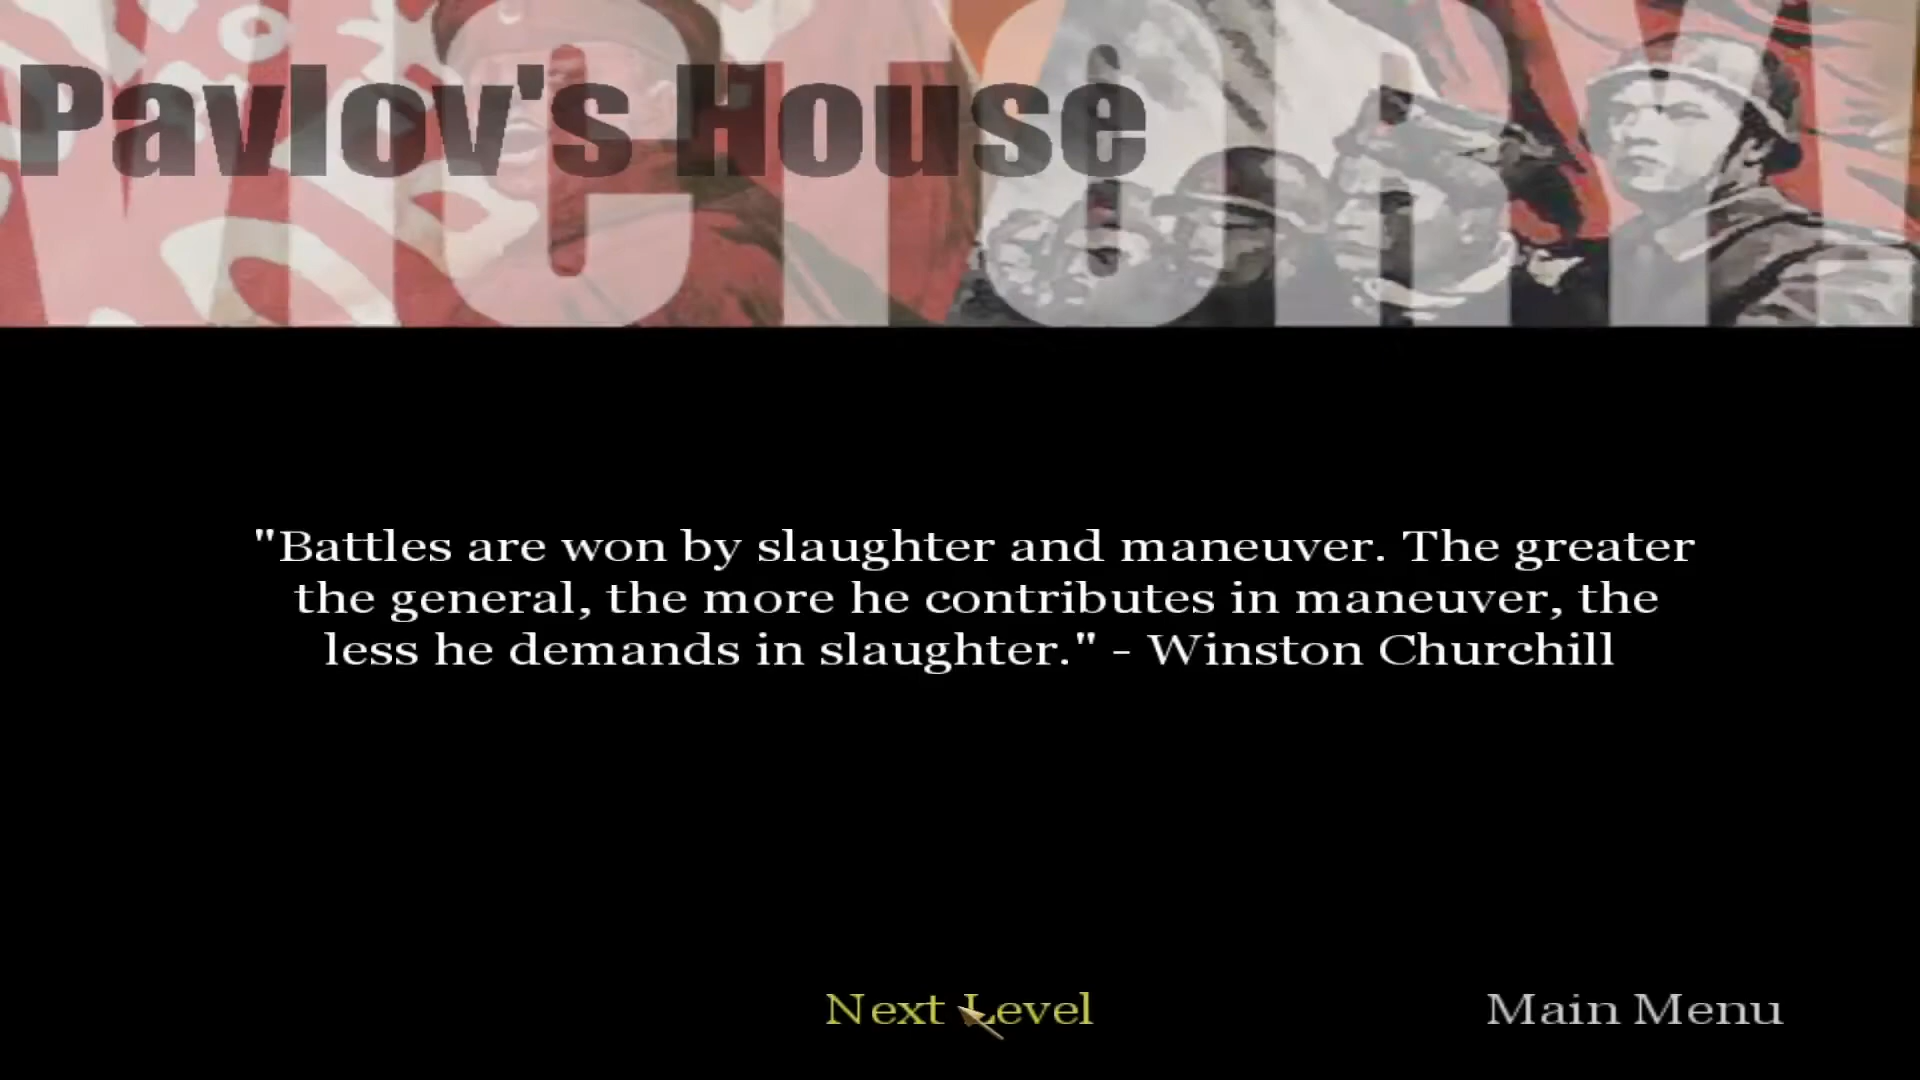 VICTORY
Pavlov's House
"Battles are won by slaughter and maneuver. The greater
the general, the more he contributes in maneuver, the
less he demands in slaughter." - Winston Churchill
Next Level
Main Menu